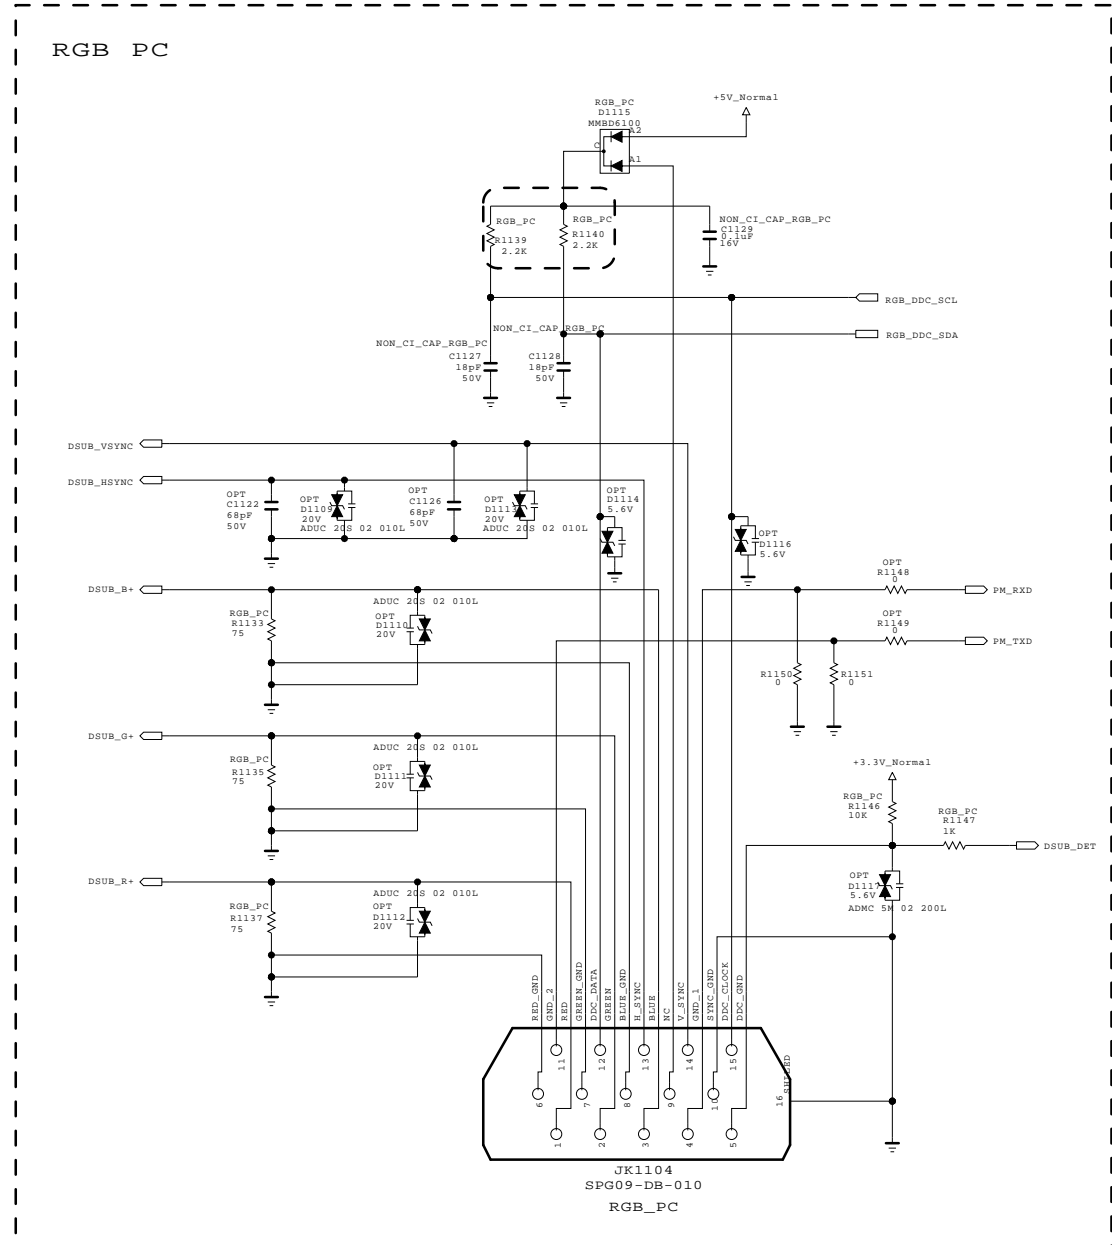 RGB PC
RGB_PC
D1115
MMBD6100
+5V_Normal
A2
C
A1
RGB_PC
R1139
2.2K
RGB_PC
R1140
2.2K
NON_CI_CAP_RGB_PC
C1129
0.1uF
16V
RGB_DDC_SCL
RGB_DDC_SDA
NON_CI_CAP_RGB_PC
C1127
18pF
50V
NON_CI_CAP_RGB_PC
C1128
18pF
50V
DSUB_VSYNC
DSUB_HSYNC
OPT
C1122
68pF
50V
OPT
D1109
20V
ADUC 20S 02 010L
OPT
C1126
68pF
50V
OPT
D1113
20V
ADUC 20S 02 010L
OPT
D1114
5.6V
OPT
D1116
5.6V
OPT
R1148
0
PM_RXD
OPT
R1149
0
PM_TXD
R1150
0
R1151
0
DSUB_B+
RGB_PC
R1133
75
ADUC 20S 02 010L
OPT
D1110
20V
DSUB_G+
RGB_PC
R1135
75
ADUC 20S 02 010L
OPT
D1111
20V
DSUB_R+
RGB_PC
R1137
75
ADUC 20S 02 010L
OPT
D1112
20V
+3.3V_Normal
RGB_PC
R1146
10K
RGB_PC
R1147
1K
DSUB_DET
OPT
D1117
5.6V
ADMC 5M 02 200L
RED_GND
GND_2
RED
GREEN_GND
DDC_DATA
GREEN
BLUE_GND
H_SYNC
BLUE
NC
V_SYNC
GND_1
SYNC_GND
DDC_CLOCK
DDC_GND
11
12
13
14
15
6
7
8
9
10
16
SHILED
1
2
3
4
5
JK1104
SPG09-DB-010
RGB_PC